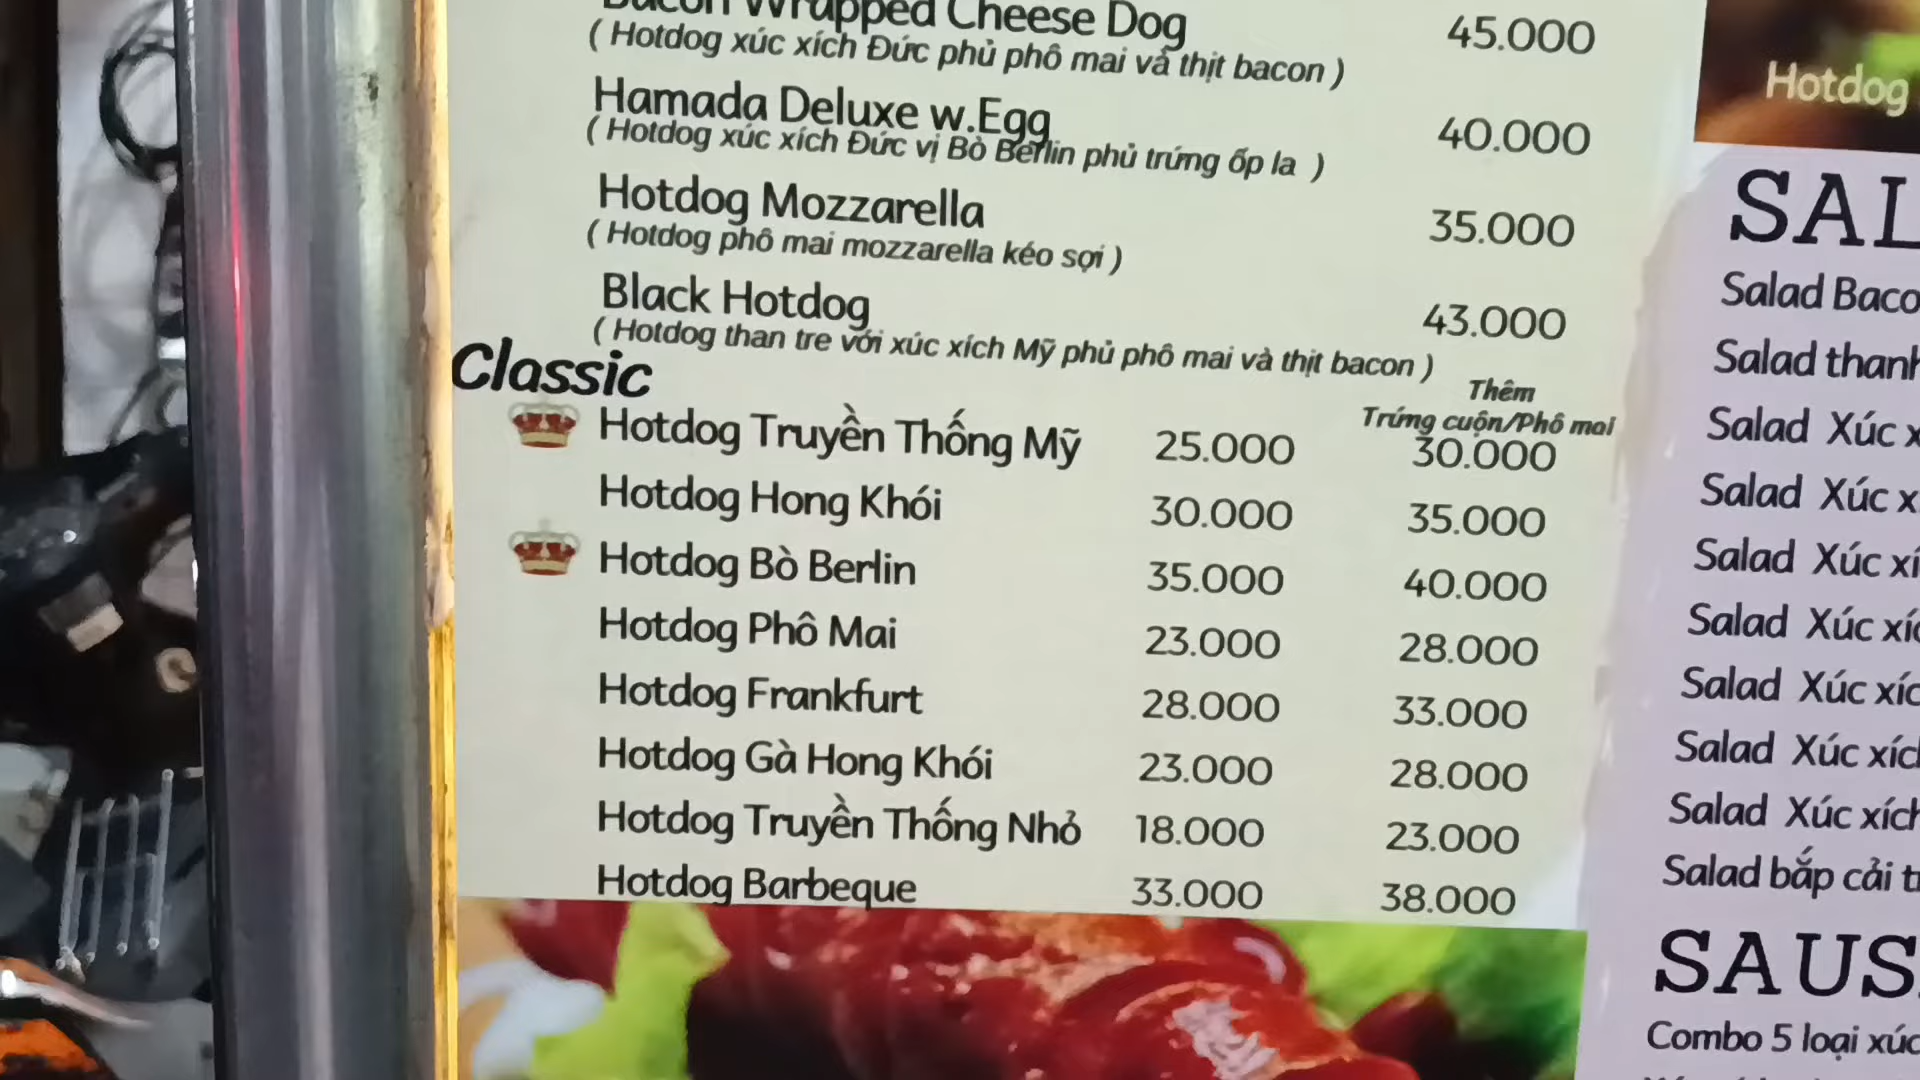 Bacon Wrapped Cheese Dog 45.000
( Hotdog xúc xích Đức phủ phô mai và thịt bacon )
Hamada Deluxe w.Egg 40.000
( Hotdog xúc xích Đức vị Bò Berlin phủ trứng ốp la )
Hotdog Mozzarella 35.000
( Hotdog phô mai mozzarella kéo sợi )
Black Hotdog 43.000
( Hotdog than tre với xúc xích Mỹ phủ phô mai và thịt bacon )
Classic
Thêm
Trứng cuộn/Phô mai
Hotdog Truyền Thống Mỹ 25.000 30.000
Hotdog Hong Khói 30.000 35.000
Hotdog Bò Berlin 35.000 40.000
Hotdog Phô Mai 23.000 28.000
Hotdog Frankfurt 28.000 33.000
Hotdog Gà Hong Khói 23.000 28.000
Hotdog Truyền Thống Nhỏ 18.000 23.000
Hotdog Barbeque 33.000 38.000
Hotdog
SAL
Salad Baco
Salad thanh
Salad Xúc x
Salad Xúc x
Salad Xúc xí
Salad Xúc xíc
Salad Xúc xíc
Salad Xúc xích
Salad Xúc xích
Salad bắp cải t
SAUS
Combo 5 loại xúc